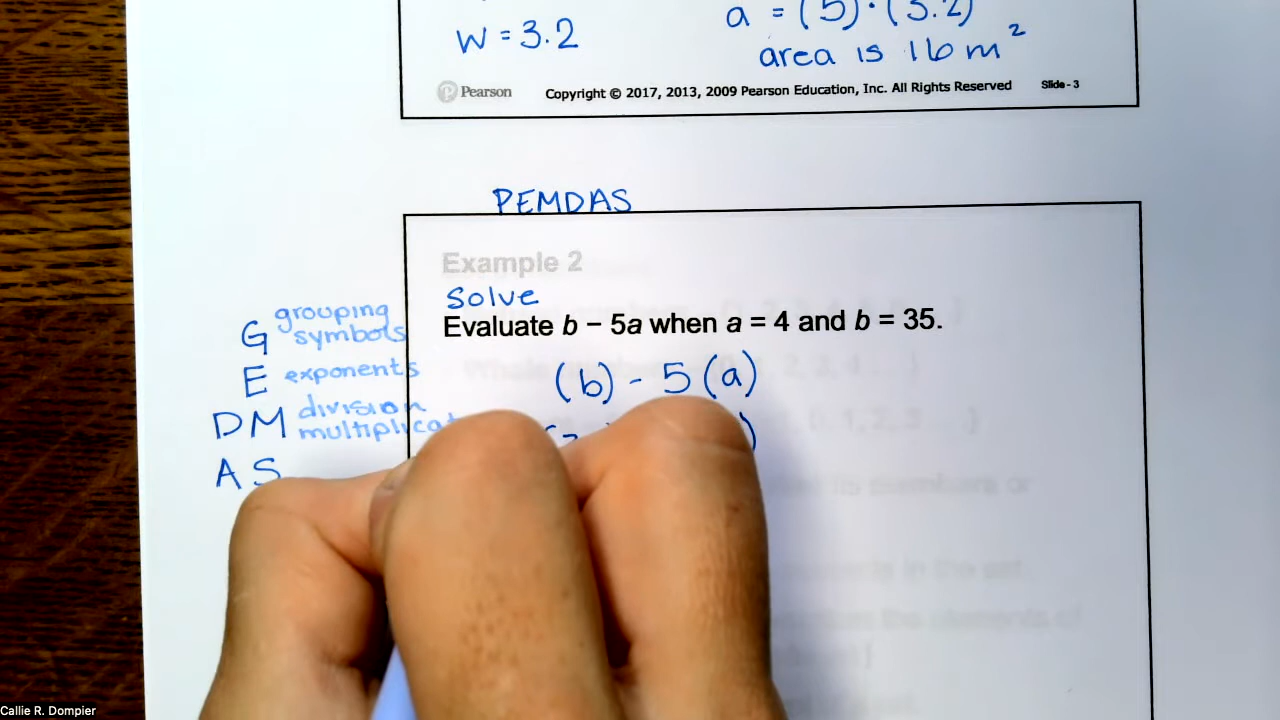 w = 3.2
a = (5)·(3.2)
area is 16 m²
Pearson Copyright © 2017, 2013, 2009 Pearson Education, Inc. All Rights Reserved Slide - 3
PEMDAS
Example 2
Solve
Evaluate b − 5a when a = 4 and b = 35.
(b) - 5 (a)
G grouping symbols
E exponents
DM division
A S
Callie R. Dompier